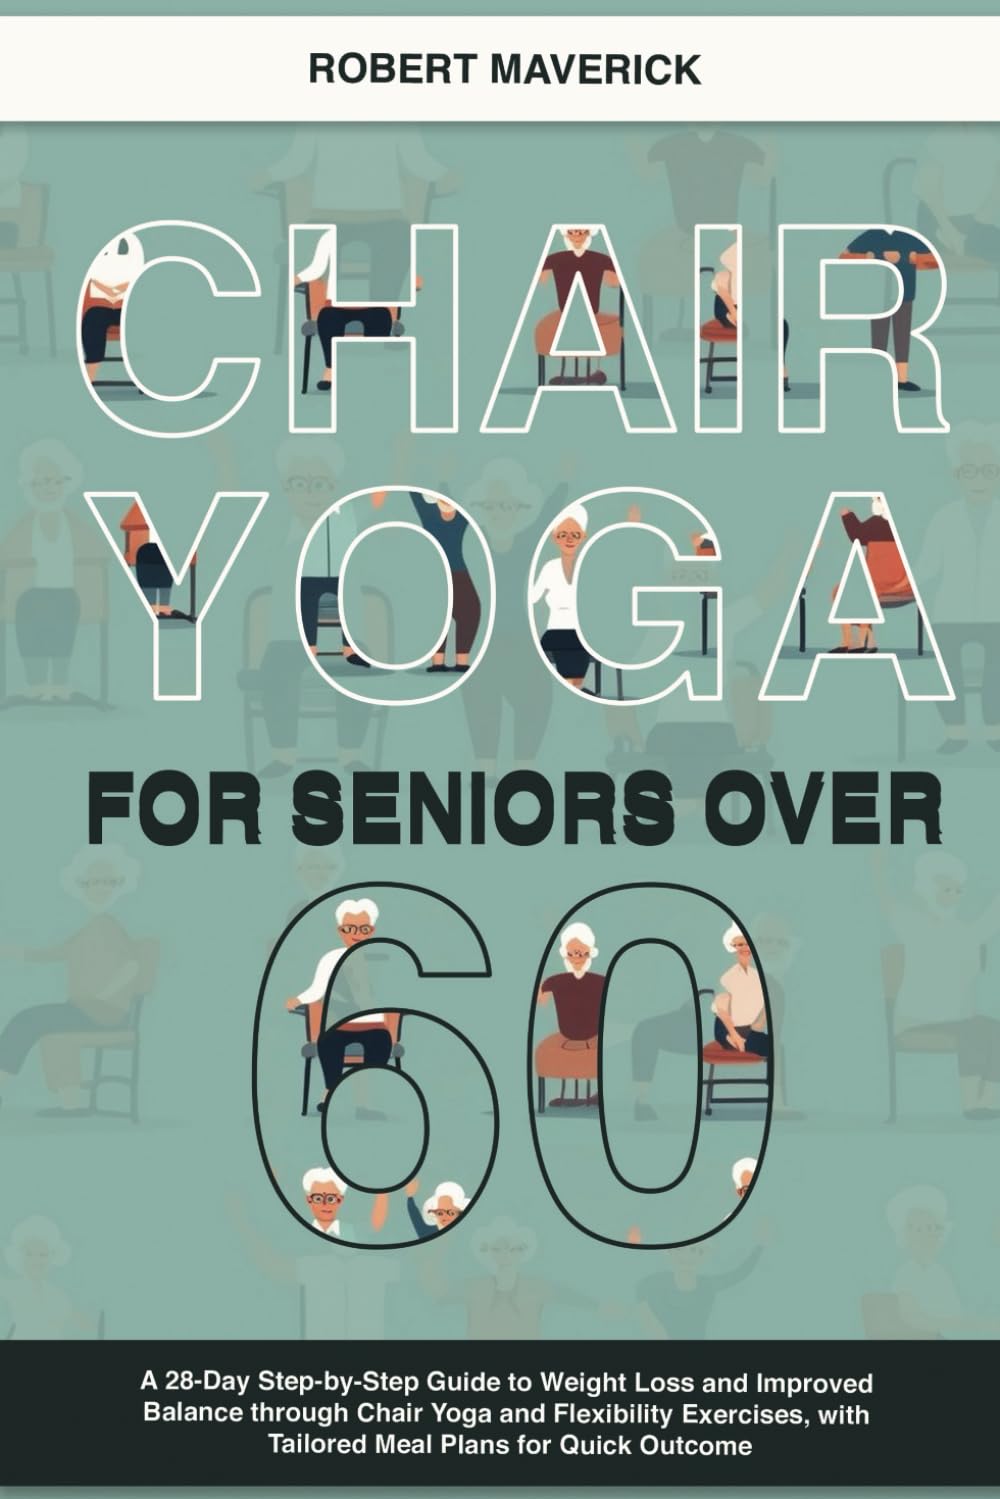 ROBERT MAVERICK
CHAIR
YOGA
FOR SENIORS OVER
60
A 28-Day Step-by-Step Guide to Weight Loss and Improved
Balance through Chair Yoga and Flexibility Exercises, with
Tailored Meal Plans for Quick Outcome